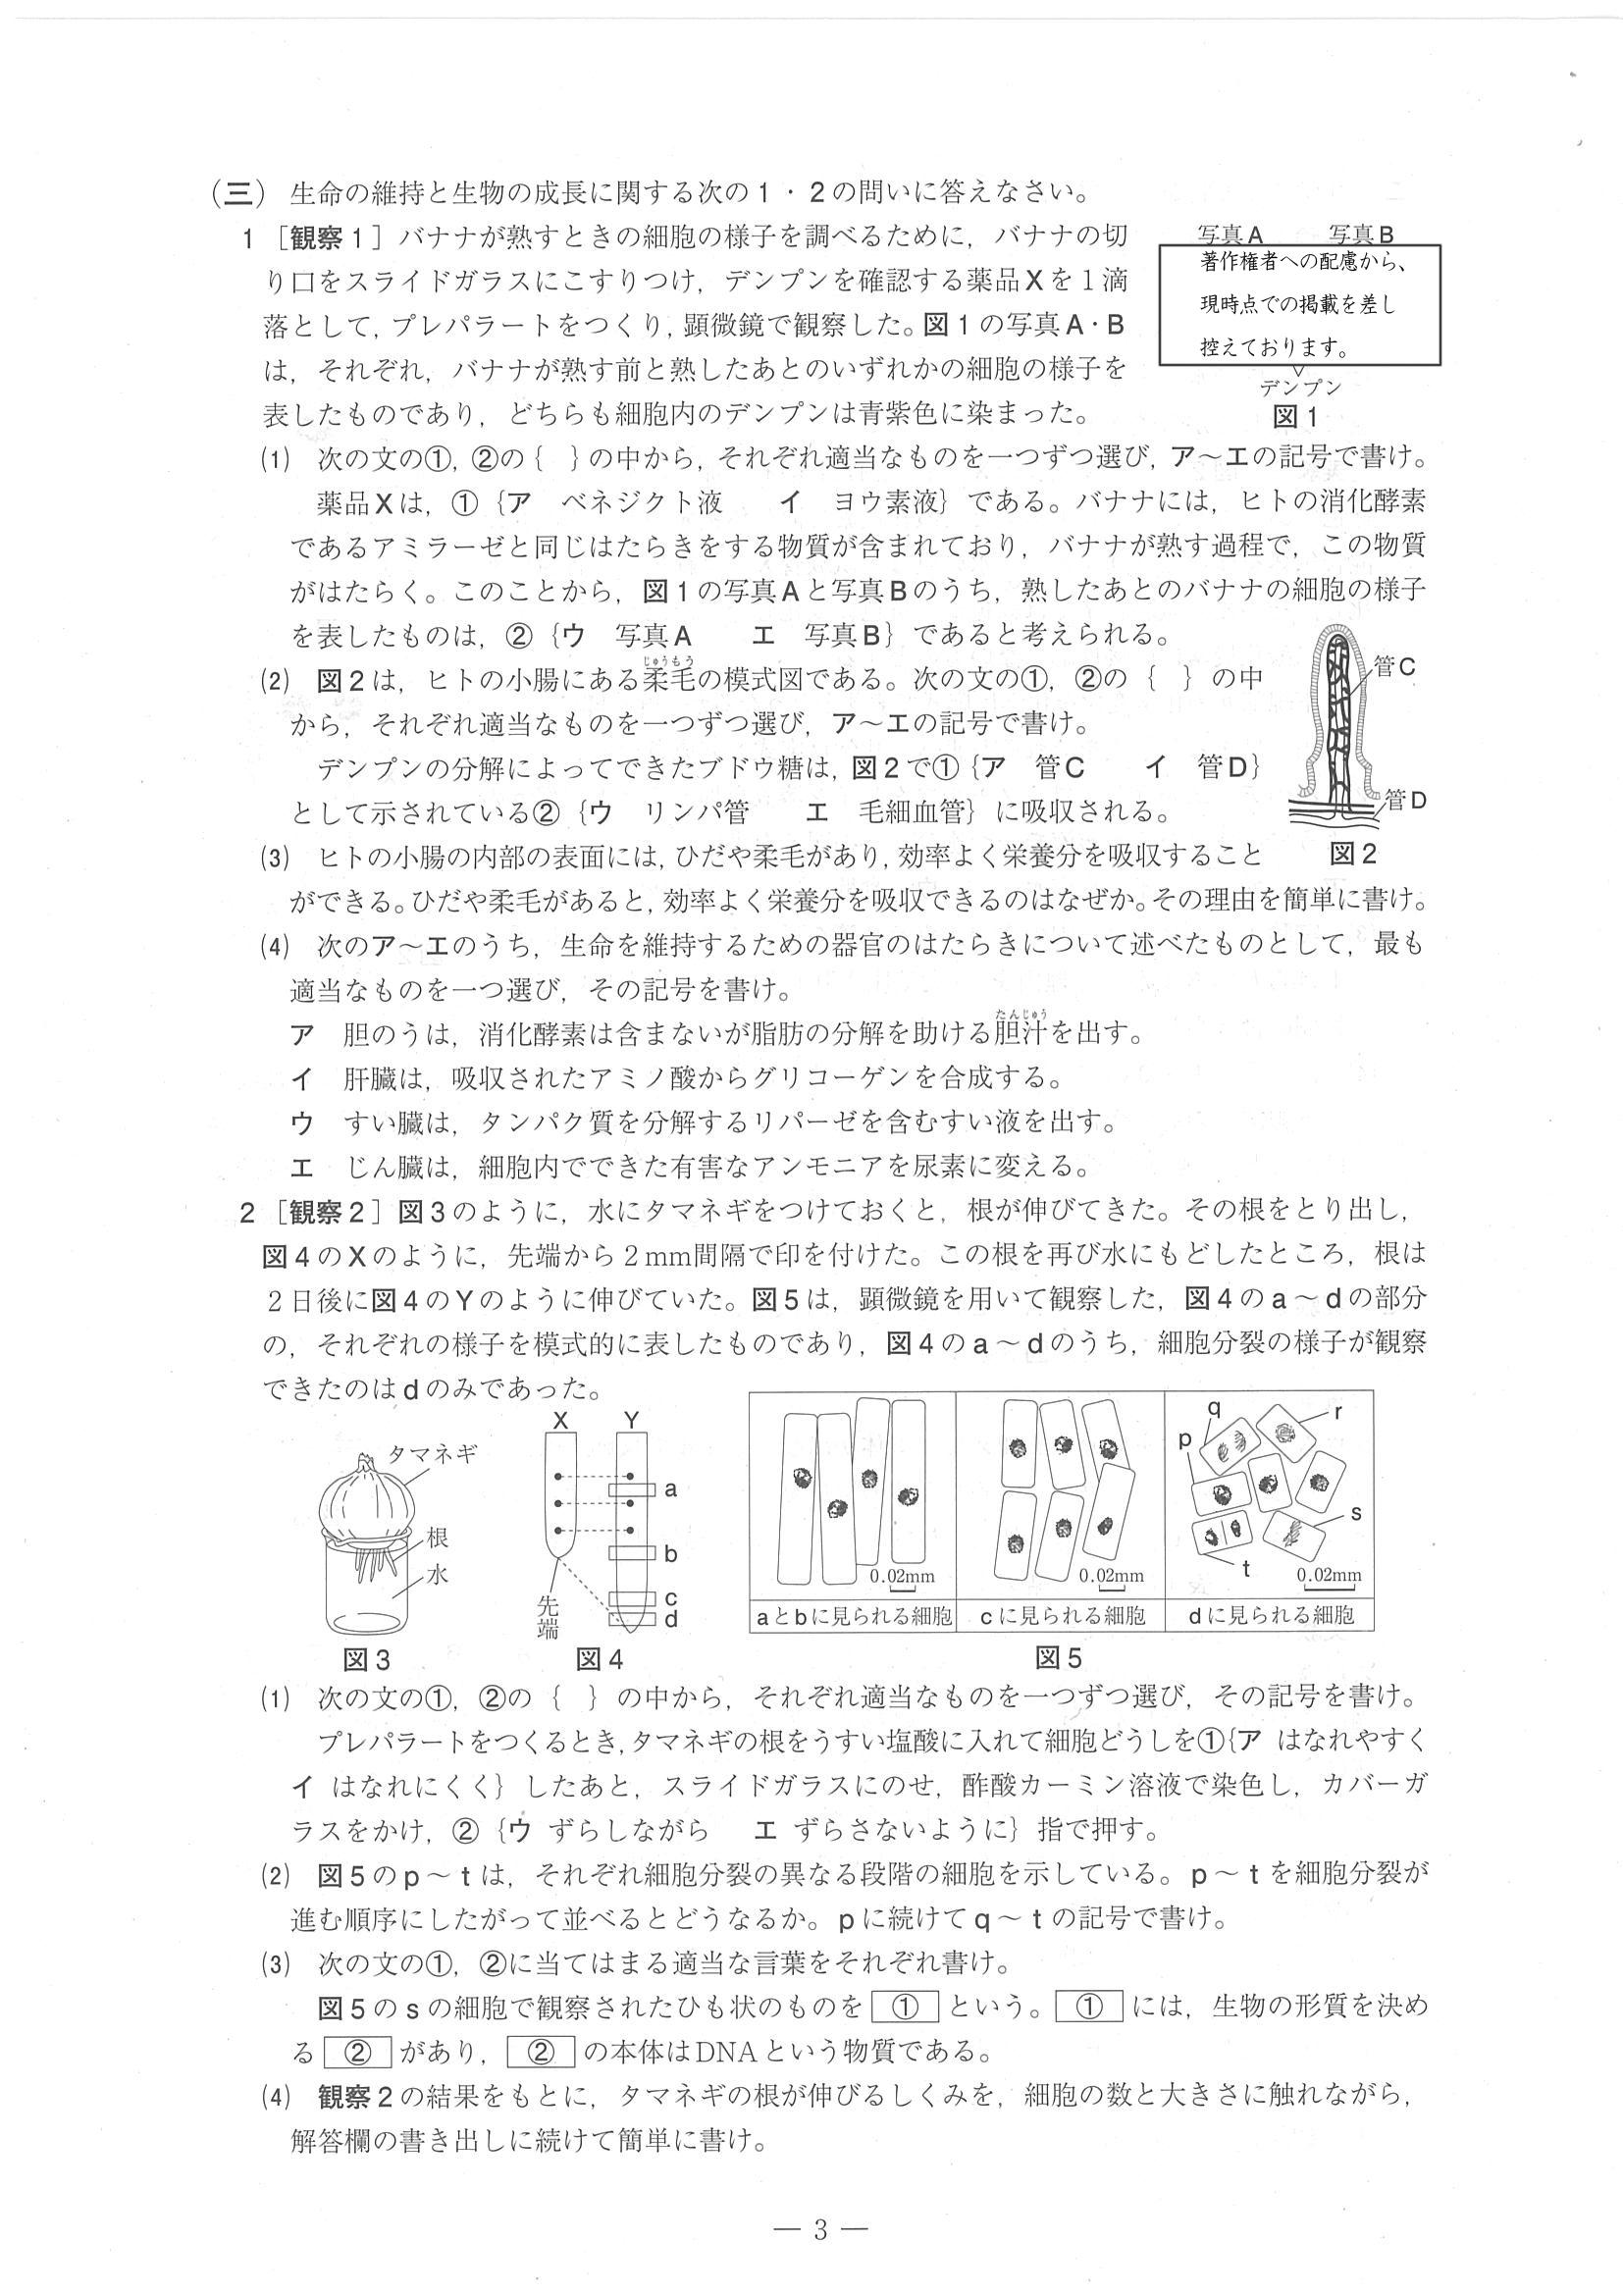 （三） 生命の維持と生物の成長に関する次の１・２の問いに答えなさい。
１ ［観察１］ バナナが熟すときの細胞の様子を調べるために，バナナの切
り口をスライドガラスにこすりつけ，デンプンを確認する薬品Ｘを１滴
落として，プレパラートをつくり，顕微鏡で観察した。図１の写真Ａ・Ｂ
は，それぞれ，バナナが熟す前と熟したあとのいずれかの細胞の様子を
表したものであり，どちらも細胞内のデンプンは青紫色に染まった。
写真Ａ 写真Ｂ
著作権者への配慮から、
現時点での掲載を差し
控えております。
デンプン
図１
⑴ 次の文の①，②の｛ ｝の中から，それぞれ適当なものを一つずつ選び，ア～エの記号で書け。
薬品Ｘは，①｛ア ベネジクト液 イ ヨウ素液｝である。バナナには，ヒトの消化酵素
であるアミラーゼと同じはたらきをする物質が含まれており，バナナが熟す過程で，この物質
がはたらく。このことから，図１の写真Ａと写真Ｂのうち，熟したあとのバナナの細胞の様子
を表したものは，②｛ウ 写真Ａ エ 写真Ｂ｝であると考えられる。
じゅうもう
⑵ 図２は，ヒトの小腸にある柔毛の模式図である。次の文の①，②の｛ ｝の中
から，それぞれ適当なものを一つずつ選び，ア～エの記号で書け。
デンプンの分解によってできたブドウ糖は，図２で①｛ア 管Ｃ イ 管Ｄ｝
として示されている②｛ウ リンパ管 エ 毛細血管｝に吸収される。
管Ｃ
管Ｄ
図２
⑶ ヒトの小腸の内部の表面には，ひだや柔毛があり，効率よく栄養分を吸収すること
ができる。ひだや柔毛があると，効率よく栄養分を吸収できるのはなぜか。その理由を簡単に書け。
⑷ 次のア～エのうち，生命を維持するための器官のはたらきについて述べたものとして，最も
適当なものを一つ選び，その記号を書け。
たんじゅう
ア 胆のうは，消化酵素は含まないが脂肪の分解を助ける胆汁を出す。
イ 肝臓は，吸収されたアミノ酸からグリコーゲンを合成する。
ウ すい臓は，タンパク質を分解するリパーゼを含むすい液を出す。
エ じん臓は，細胞内でできた有害なアンモニアを尿素に変える。
２ ［観察２］ 図３のように，水にタマネギをつけておくと，根が伸びてきた。その根をとり出し，
図４のＸのように，先端から２mm間隔で印を付けた。この根を再び水にもどしたところ，根は
２日後に図４のＹのように伸びていた。図５は，顕微鏡を用いて観察した，図４のａ～ｄの部分
の，それぞれの様子を模式的に表したものであり，図４のａ～ｄのうち，細胞分裂の様子が観察
できたのはｄのみであった。
タマネギ
根
水
図３
X Y
a
b
c
d
先端
図４
0.02mm
aとbに見られる細胞
0.02mm
cに見られる細胞
p
q
r
s
t
0.02mm
dに見られる細胞
図５
⑴ 次の文の①，②の｛ ｝の中から，それぞれ適当なものを一つずつ選び，その記号を書け。
プレパラートをつくるとき，タマネギの根をうすい塩酸に入れて細胞どうしを①｛ア はなれやすく
イ はなれにくく｝したあと，スライドガラスにのせ，酢酸カーミン溶液で染色し，カバーガ
ラスをかけ，②｛ウ ずらしながら エ ずらさないように｝指で押す。
⑵ 図５のｐ～ｔは，それぞれ細胞分裂の異なる段階の細胞を示している。ｐ～ｔを細胞分裂が
進む順序にしたがって並べるとどうなるか。ｐに続けてｑ～ｔの記号で書け。
⑶ 次の文の①，②に当てはまる適当な言葉をそれぞれ書け。
図５のｓの細胞で観察されたひも状のものを ① という。 ① には，生物の形質を決め
る ② があり， ② の本体はDNAという物質である。
⑷ 観察２の結果をもとに，タマネギの根が伸びるしくみを，細胞の数と大きさに触れながら，
解答欄の書き出しに続けて簡単に書け。
― 3 ―